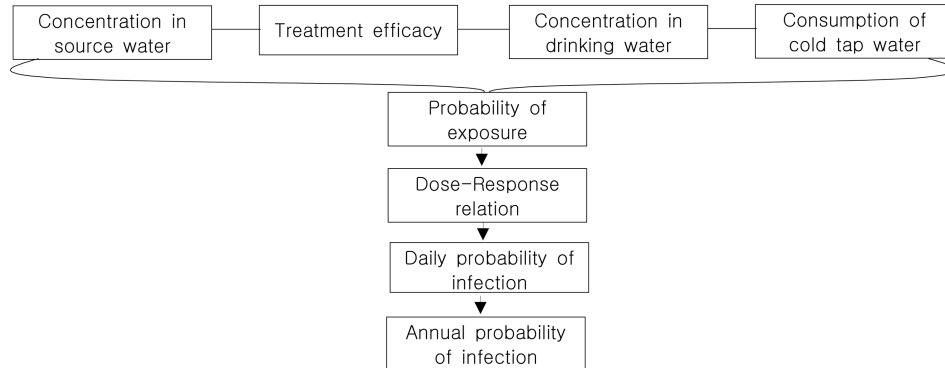 Concentration in
source water
Treatment efficacy
Concentration in
drinking water
Consumption of
cold tap water
Probability of
exposure
Dose-Response
relation
Daily probability of
infection
Annual probability
of infection